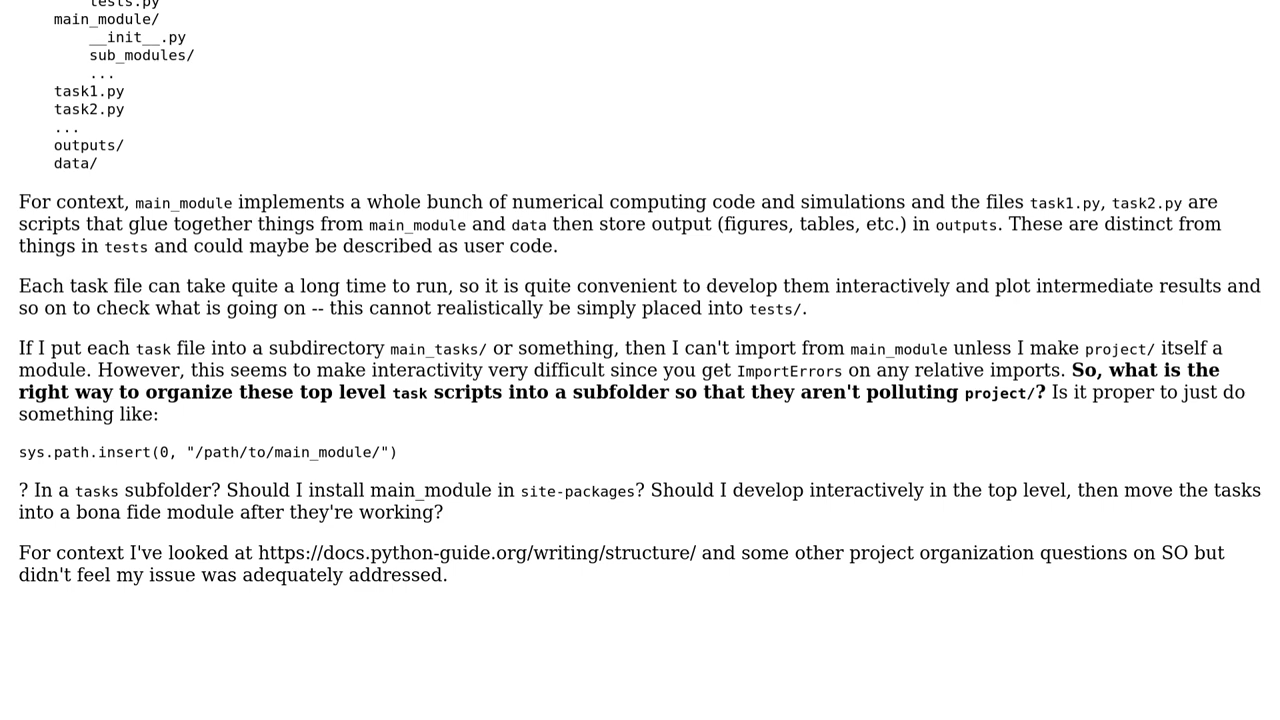 tests.py
main_module/
__init__.py
sub_modules/
...
task1.py
task2.py
...
outputs/
data/
For context, main_module implements a whole bunch of numerical computing code and simulations and the files task1.py, task2.py are
scripts that glue together things from main_module and data then store output (figures, tables, etc.) in outputs. These are distinct from
things in tests and could maybe be described as user code.
Each task file can take quite a long time to run, so it is quite convenient to develop them interactively and plot intermediate results and
so on to check what is going on -- this cannot realistically be simply placed into tests/.
If I put each task file into a subdirectory main_tasks/ or something, then I can't import from main_module unless I make project/ itself a
module. However, this seems to make interactivity very difficult since you get ImportErrors on any relative imports. So, what is the
right way to organize these top level task scripts into a subfolder so that they aren't polluting project/? Is it proper to just do
something like:
sys.path.insert(0, "/path/to/main_module/")
? In a tasks subfolder? Should I install main_module in site-packages? Should I develop interactively in the top level, then move the tasks
into a bona fide module after they're working?
For context I've looked at https://docs.python-guide.org/writing/structure/ and some other project organization questions on SO but
didn't feel my issue was adequately addressed.